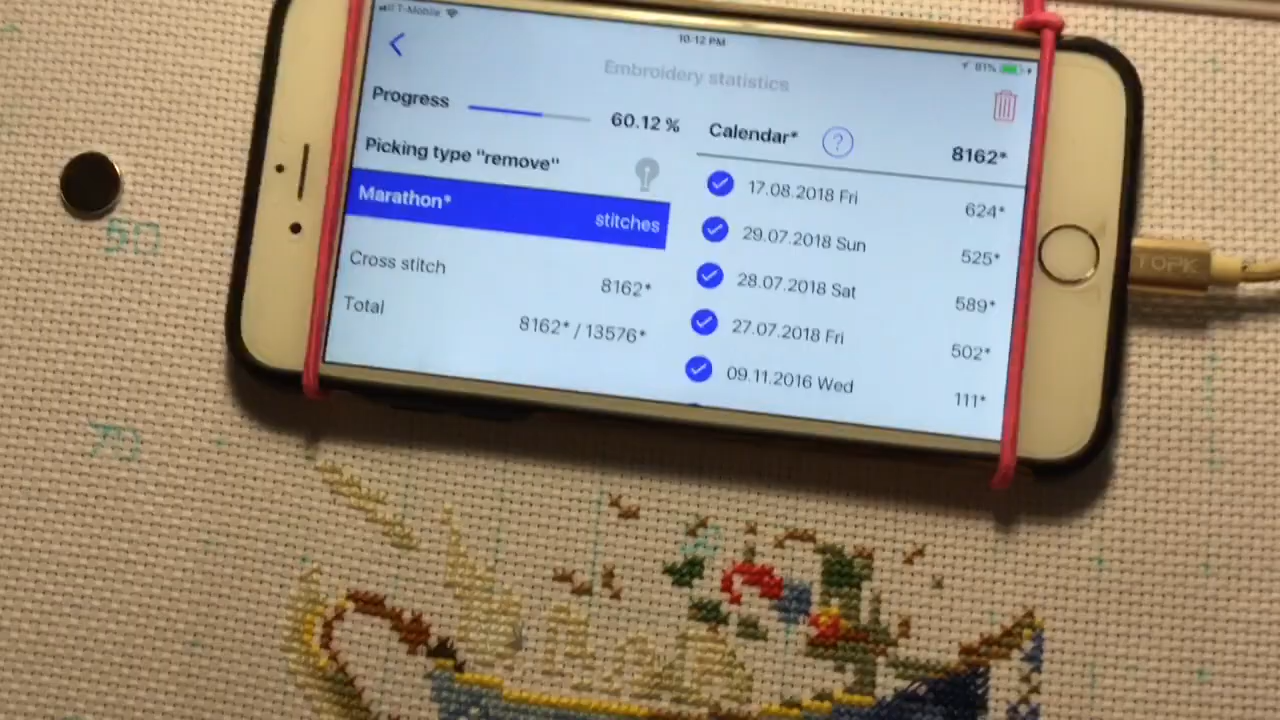 T-Mobile
10:12 PM
81%
Embroidery statistics
Progress
60.12 %
Picking type "remove"
Marathon*
stitches
Cross stitch
8162*
Total
8162* / 13576*
Calendar*
?
8162*
17.08.2018 Fri
624*
29.07.2018 Sun
525*
28.07.2018 Sat
589*
27.07.2018 Fri
502*
09.11.2016 Wed
111*
TOPK
90
70